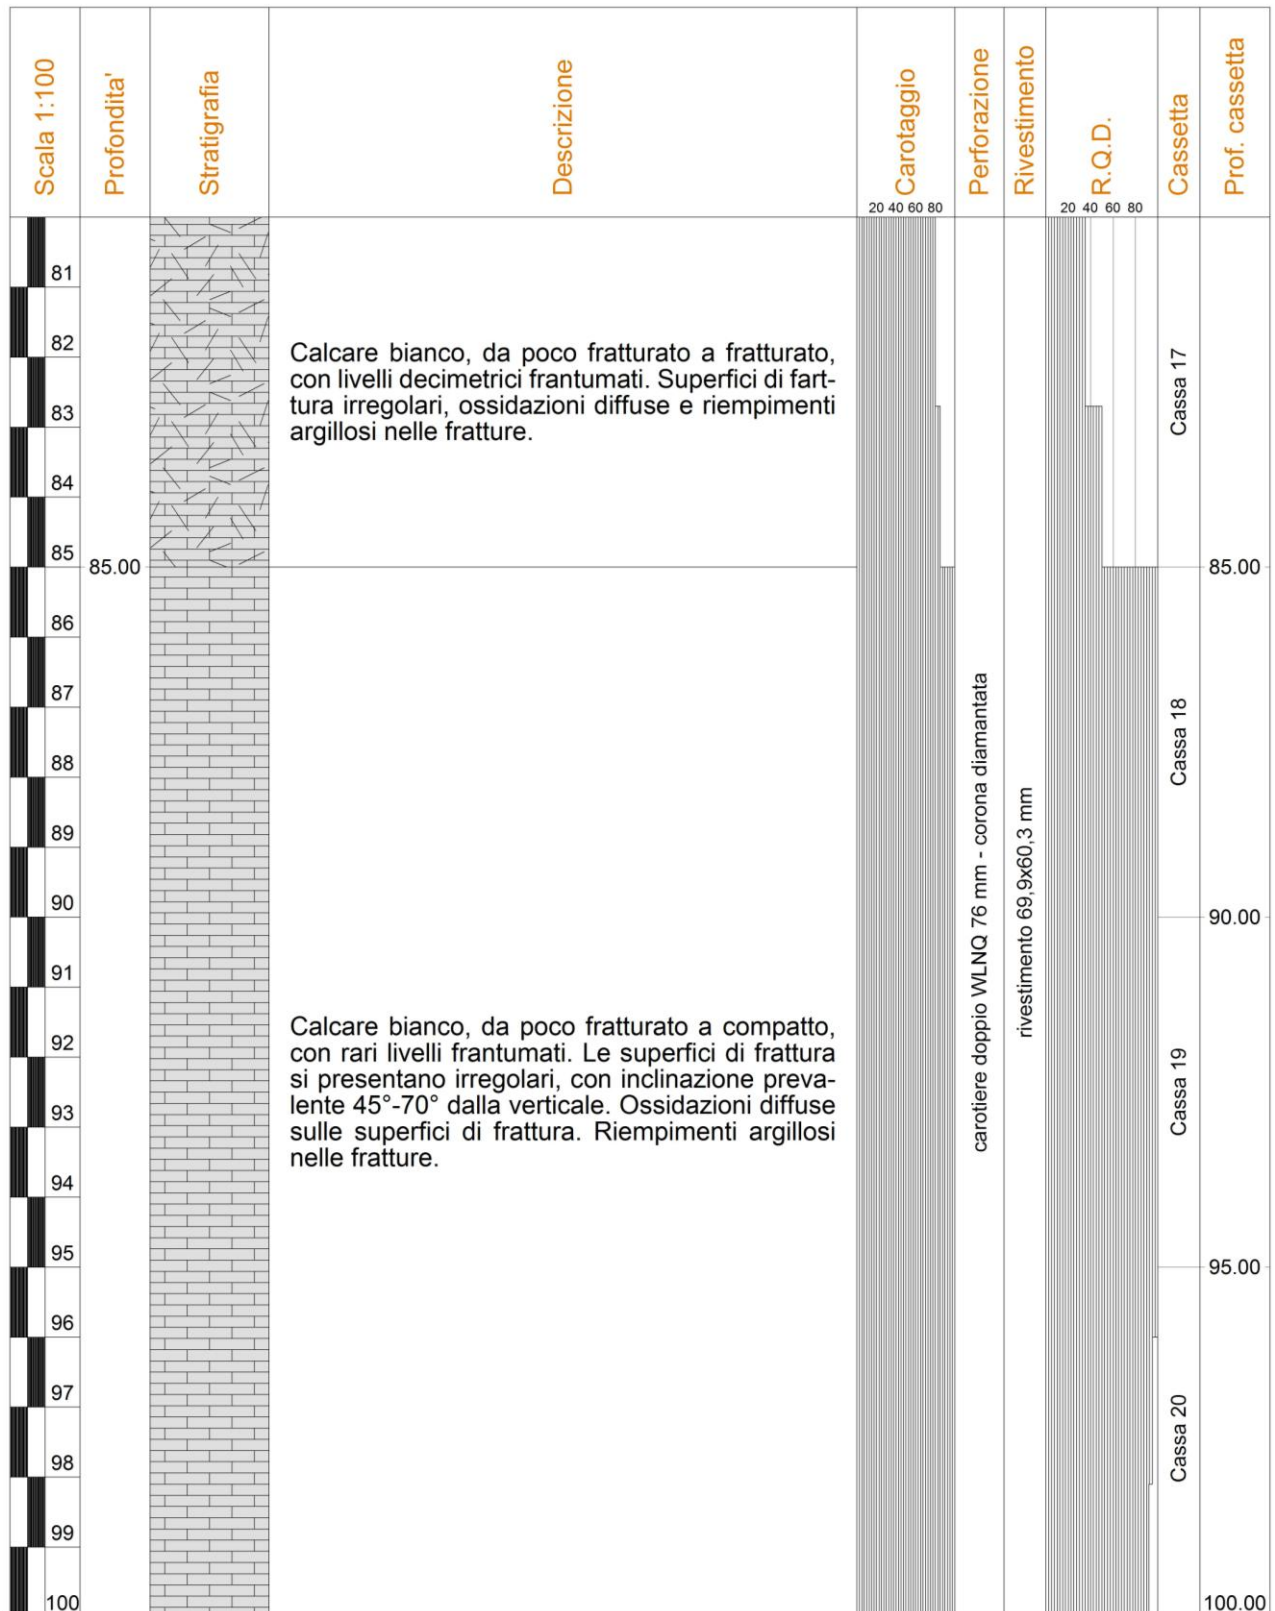 Scala 1:100
Profondita'
Stratigrafia
Descrizione
Carotaggio
20 40 60 80
Perforazione
Rivestimento
R.Q.D.
20 40 60 80
Cassetta
Prof. cassetta
81
82
83
84
85
86
87
88
89
90
91
92
93
94
95
96
97
98
99
100
85.00
Calcare bianco, da poco fratturato a fratturato,
con livelli decimetrici frantumati. Superfici di fart-
tura irregolari, ossidazioni diffuse e riempimenti
argillosi nelle fratture.
Calcare bianco, da poco fratturato a compatto,
con rari livelli frantumati. Le superfici di frattura
si presentano irregolari, con inclinazione preva-
lente 45°-70° dalla verticale. Ossidazioni diffuse
sulle superfici di frattura. Riempimenti argillosi
nelle fratture.
carotiere doppio WLNQ 76 mm - corona diamantata
rivestimento 69,9x60,3 mm
Cassa 17
Cassa 18
Cassa 19
Cassa 20
85.00
90.00
95.00
100.00